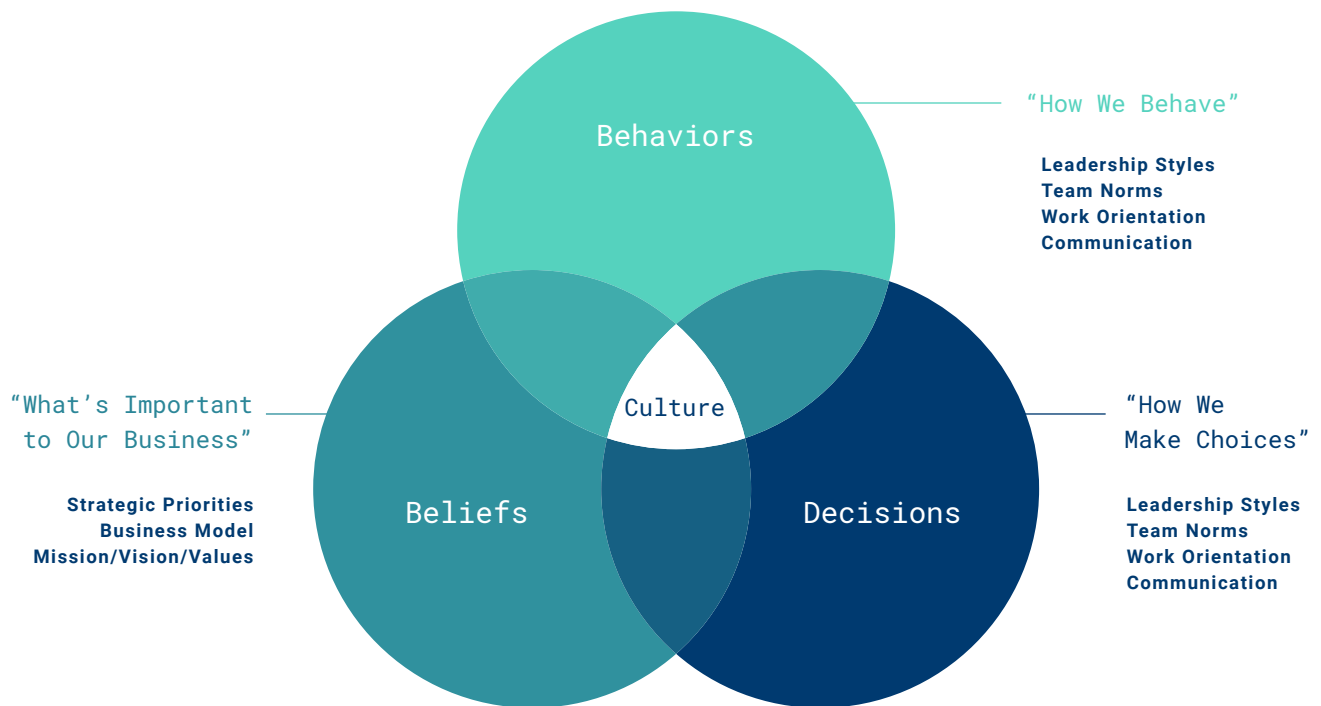 Behaviors
“How We Behave”
Leadership Styles
Team Norms
Work Orientation
Communication
“What’s Important
to Our Business”
Strategic Priorities
Business Model
Mission/Vision/Values
Culture
Beliefs
Decisions
“How We
Make Choices”
Leadership Styles
Team Norms
Work Orientation
Communication